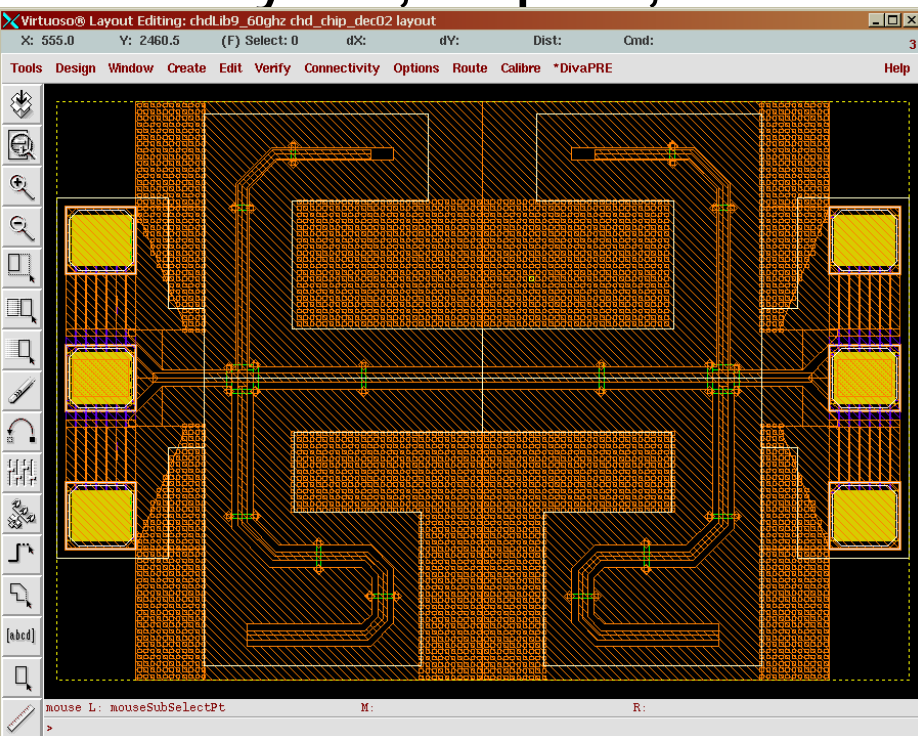 Virtuoso® Layout Editing: chdLib9_60ghz chd_chip_dec02 layout
X: 555.0 Y: 2460.5 (F) Select: 0 dX: dY: Dist: Cmd: 3
Tools Design Window Create Edit Verify Connectivity Options Route Calibre *DivaPRE Help
[abcd]
mouse L: mouseSubSelectPt M: R:
>